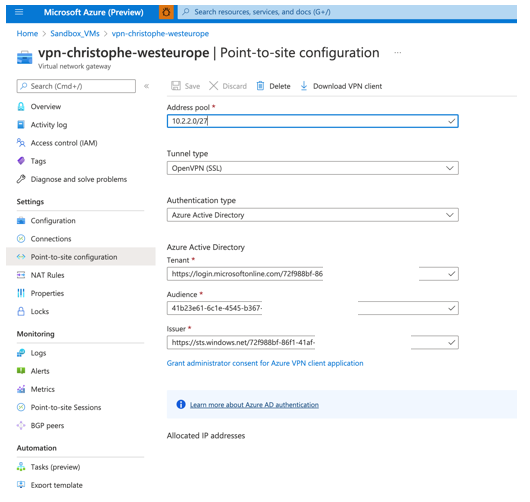 Microsoft Azure (Preview)
Search resources, services, and docs (G+/)
Home > Sandbox_VMs > vpn-christophe-westeurope
vpn-christophe-westeurope | Point-to-site configuration ...
Virtual network gateway
Search (Cmd+/)
«
Save
Discard
Delete
Download VPN client
Overview
Activity log
Access control (IAM)
Tags
Diagnose and solve problems
Settings
Configuration
Connections
Point-to-site configuration
NAT Rules
Properties
Locks
Monitoring
Logs
Alerts
Metrics
Point-to-site Sessions
BGP peers
Automation
Tasks (preview)
Export template
Address pool *
10.2.2.0/27
Tunnel type
OpenVPN (SSL)
Authentication type
Azure Active Directory
Azure Active Directory
Tenant *
https://login.microsoftonline.com/72f988bf-86
Audience *
41b23e61-6c1e-4545-b367-
Issuer *
https://sts.windows.net/72f988bf-86f1-41af-
Grant administrator consent for Azure VPN client application
Learn more about Azure AD authentication
Allocated IP addresses